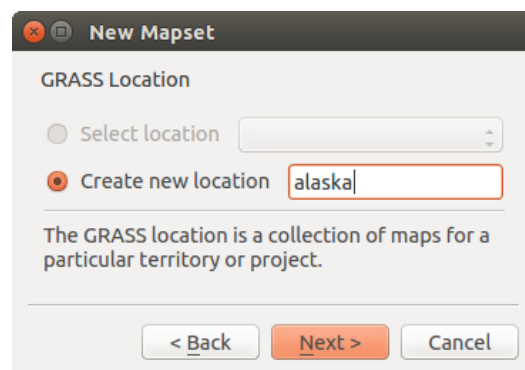 New Mapset
GRASS Location
Select location
Create new location alaska
The GRASS location is a collection of maps for a
particular territory or project.
< Back Next > Cancel